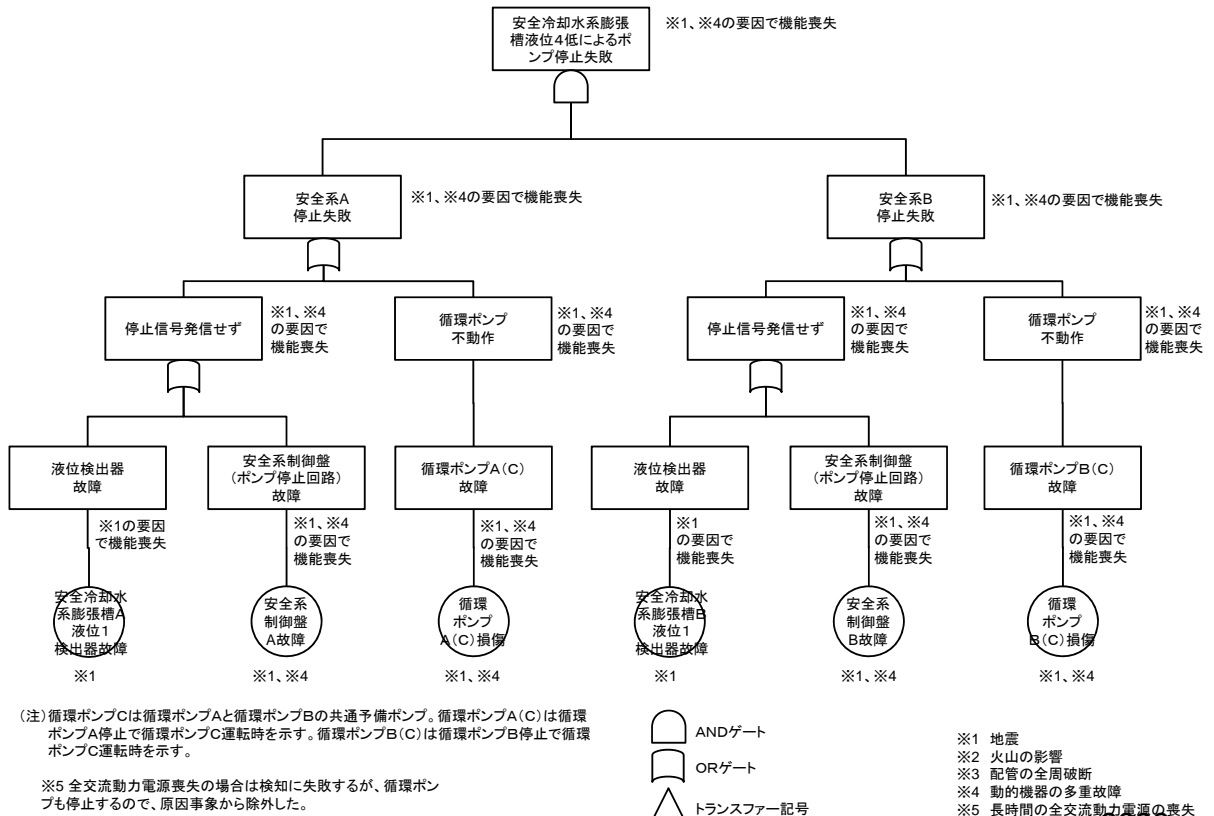 安全冷却水系膨張
槽液位４低によるポ
ンプ停止失敗
※1、※4の要因で機能喪失
安全系A
停止失敗
※1、※4の要因で機能喪失
安全系B
停止失敗
※1、※4の要因で機能喪失
停止信号発信せず
※1、※4
の要因で
機能喪失
循環ポンプ
不動作
※1、※4
の要因で
機能喪失
停止信号発信せず
※1、※4
の要因で
機能喪失
循環ポンプ
不動作
※1、※4
の要因で
機能喪失
液位検出器
故障
安全系制御盤
（ポンプ停止回路）
故障
循環ポンプA（C）
故障
液位検出器
故障
安全系制御盤
（ポンプ停止回路）
故障
循環ポンプB（C）
故障
※1の要因
で機能喪失
※1、※4
の要因で
機能喪失
※1、※4
の要因で
機能喪失
※1
の要因で
機能喪失
※1、※4
の要因で
機能喪失
※1、※4
の要因で
機能喪失
安全冷却水
系膨張槽A
液位1
検出器故障
安全系
制御盤
A故障
循環
ポンプ
A（C）損傷
安全冷却水
系膨張槽B
液位1
検出器故障
安全系
制御盤
B故障
循環
ポンプ
B（C）損傷
※1
※1、※4
※1、※4
※1
※1、※4
※1、※4
（注）循環ポンプCは循環ポンプAと循環ポンプBの共通予備ポンプ。循環ポンプA（C）は循環
ポンプA停止で循環ポンプC運転時を示す。循環ポンプB（C）は循環ポンプB停止で循環
ポンプC運転時を示す。
※5 全交流動力電源喪失の場合は検知に失敗するが、循環ポン
プも停止するので、原因事象から除外した。
ANDゲート
ORゲート
トランスファー記号
※1 地震
※2 火山の影響
※3 配管の全周破断
※4 動的機器の多重故障
※5 長時間の全交流動力電源の喪失